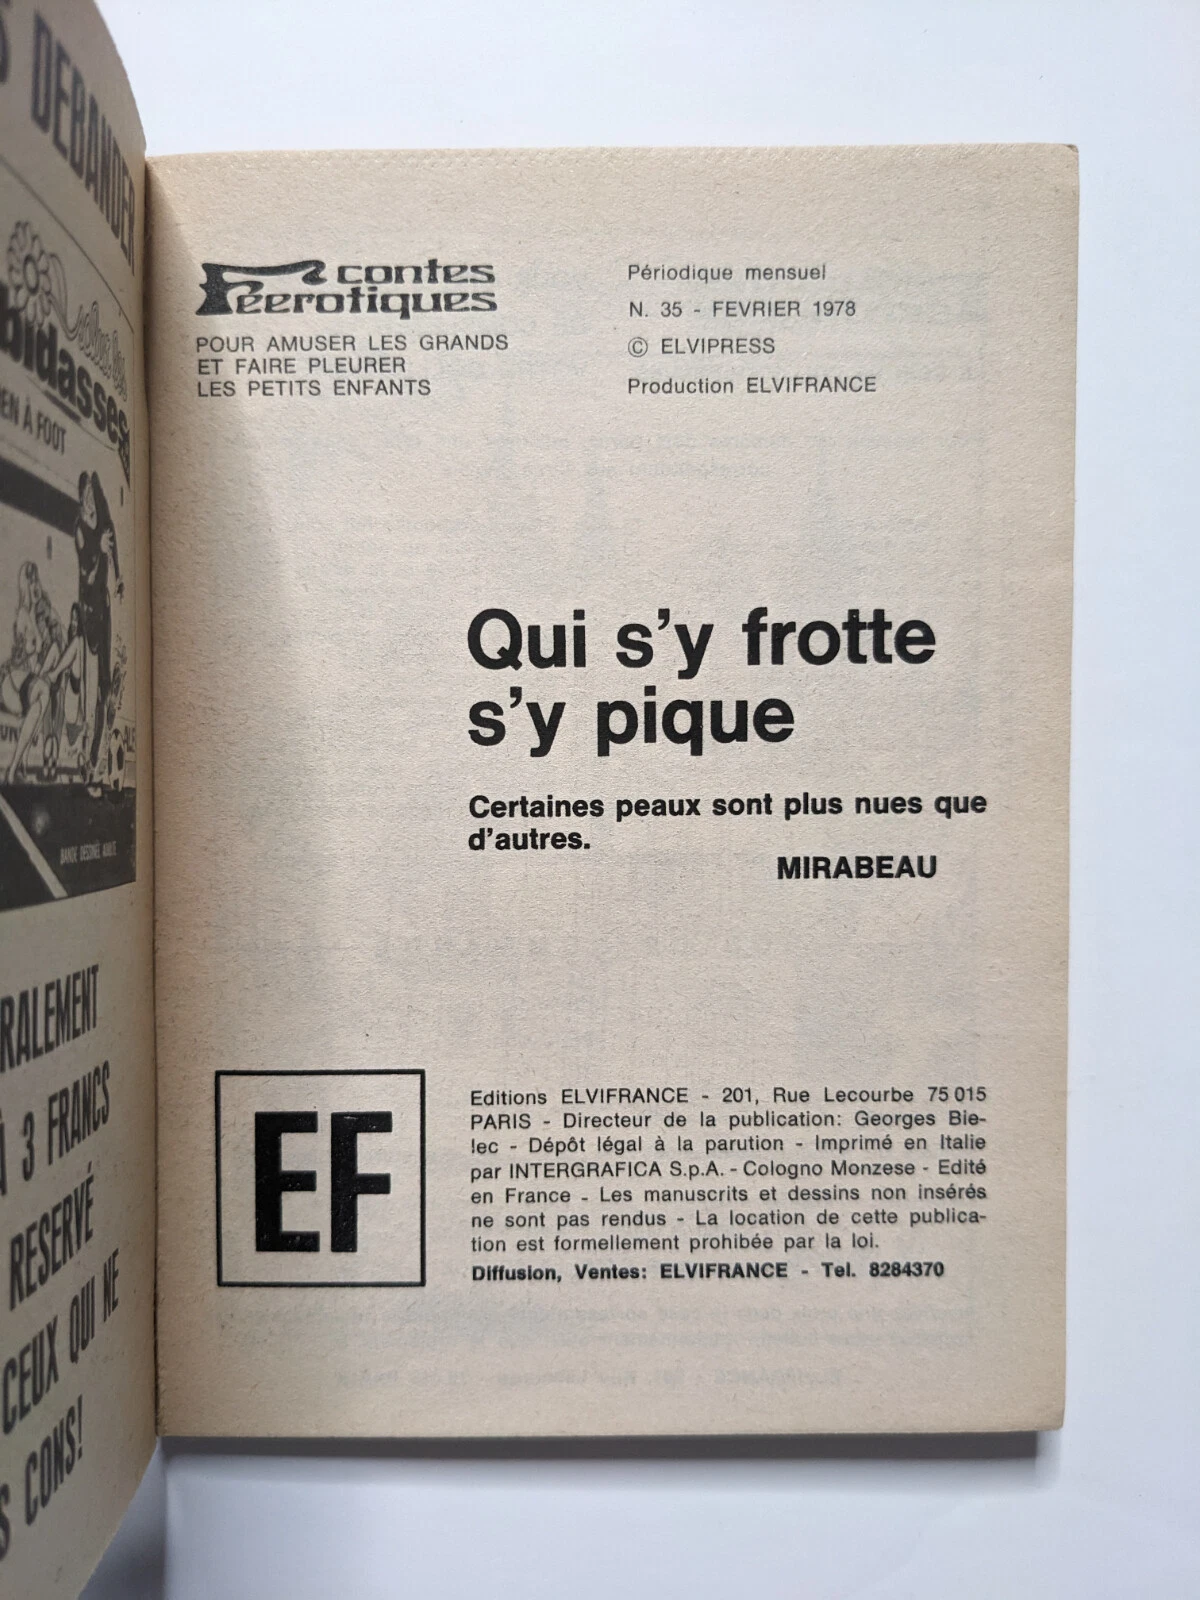 DEBANDER
bidasses
EN À FOOT
BANDE DESSINÉE ADULTE
RALEMENT
À 3 FRANCS
RESERVÉ
CEUX QUI NE
CONS!
contes
Féerotiques
POUR AMUSER LES GRANDS
ET FAIRE PLEURER
LES PETITS ENFANTS
Périodique mensuel
N. 35 - FEVRIER 1978
© ELVIPRESS
Production ELVIFRANCE
Qui s'y frotte
s'y pique
Certaines peaux sont plus nues que
d'autres.
MIRABEAU
EF
Editions ELVIFRANCE - 201, Rue Lecourbe 75 015
PARIS - Directeur de la publication: Georges Bie-
lec - Dépôt légal à la parution - Imprimé en Italie
par INTERGRAFICA S.p.A. - Cologno Monzese - Edité
en France - Les manuscrits et dessins non insérés
ne sont pas rendus - La location de cette publica-
tion est formellement prohibée par la loi.
Diffusion, Ventes: ELVIFRANCE - Tel. 8284370